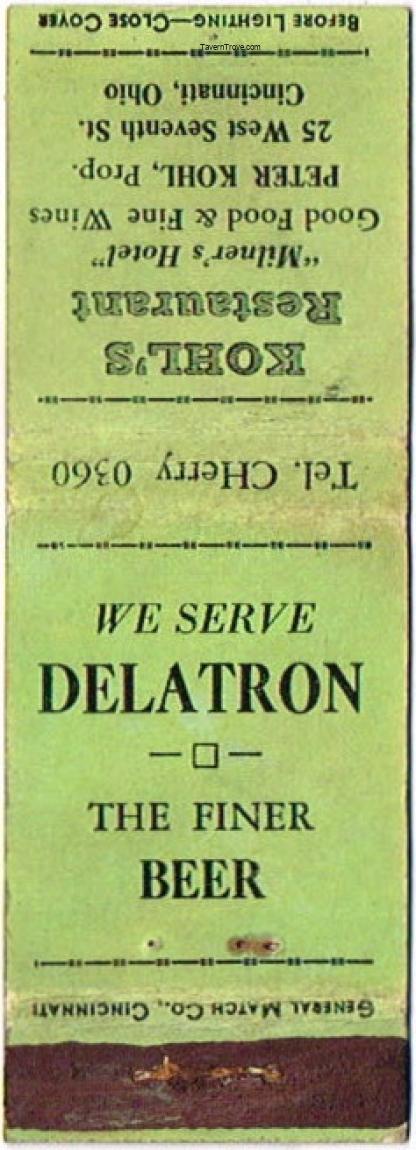 BEFORE LIGHTING—CLOSE COVER
TavernTrove.com
KOHL'S
Restaurant
"Milner's Hotel"
Good Food & Fine Wines
PETER KOHL, Prop.
25 West Seventh St.
Cincinnati, Ohio
Tel. CHerry 0360
WE SERVE
DELATRON
THE FINER
BEER
GENERAL MATCH CO., CINCINNATI